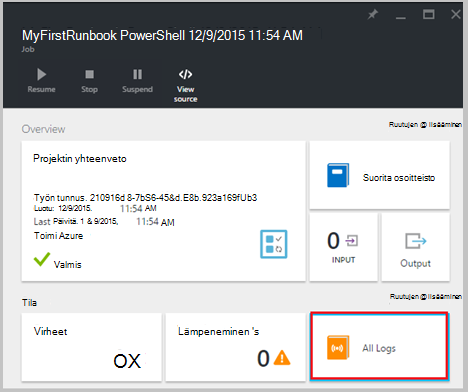 MyFirstRunbook PowerShell 12/9/2015 11:54 AM
Job
Resume
Stop
Suspend
View source
Overview
Ruutujen @ lisääminen
Projektin yhteenveto
Työn tunnus. 210916d 8-7bS6-45&d.E8b.923a169fUb3
Luotu: 12/9/2015, 11:54 AM
Last Päivitä. 1 & 9/2015, 11:54 AM
Toimi Azure
Valmis
Suorita osoitteisto
0
INPUT
Output
Tila
Ruutujen @ lisääminen
Virheet
OX
Lämpeneminen 's
0
All Logs